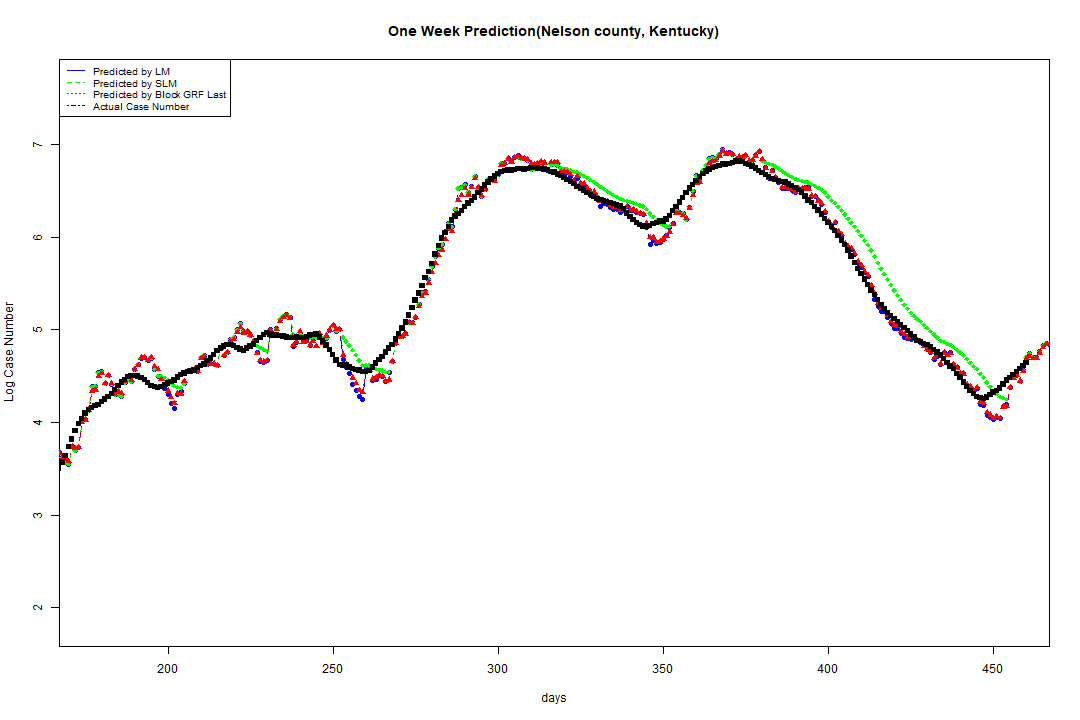 One Week Prediction(Nelson county, Kentucky)
Predicted by LM
Predicted by SLM
Predicted by Block GRF Last
Actual Case Number
7
6
5
4
3
2
Log Case Number
200 250 300 350 400 450
days